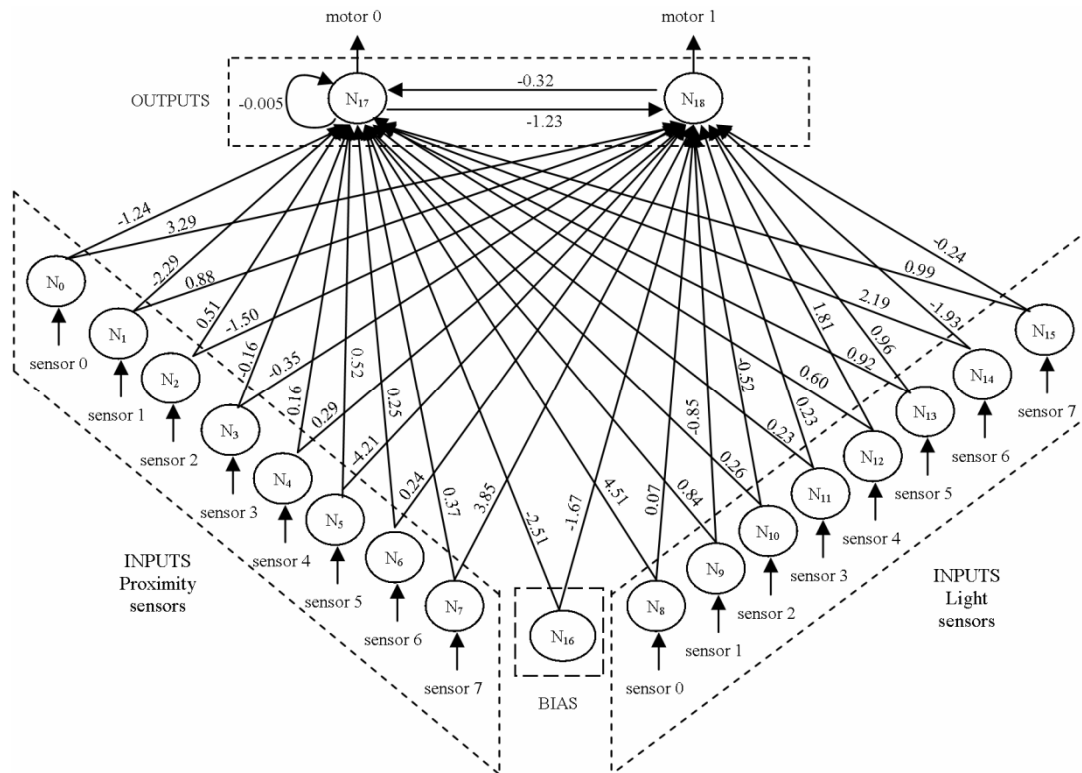 motor 0
motor 1
OUTPUTS
N17
N18
-0.005
-0.32
-1.23
-1.24
3.29
-2.29
0.88
0.51
-1.50
-0.16
-0.35
0.16
0.29
0.52
-4.21
0.25
0.24
0.37
3.85
-2.51
-1.67
4.51
0.07
0.84
-0.85
0.26
-0.52
0.23
0.23
0.60
1.81
0.92
0.96
2.19
-1.93
0.99
-0.24
N0
sensor 0
N1
sensor 1
N2
sensor 2
N3
sensor 3
N4
sensor 4
N5
sensor 5
N6
sensor 6
N7
sensor 7
INPUTS
Proximity
sensors
N16
BIAS
N8
sensor 0
N9
sensor 1
N10
sensor 2
N11
sensor 3
N12
sensor 4
N13
sensor 5
N14
sensor 6
N15
sensor 7
INPUTS
Light
sensors